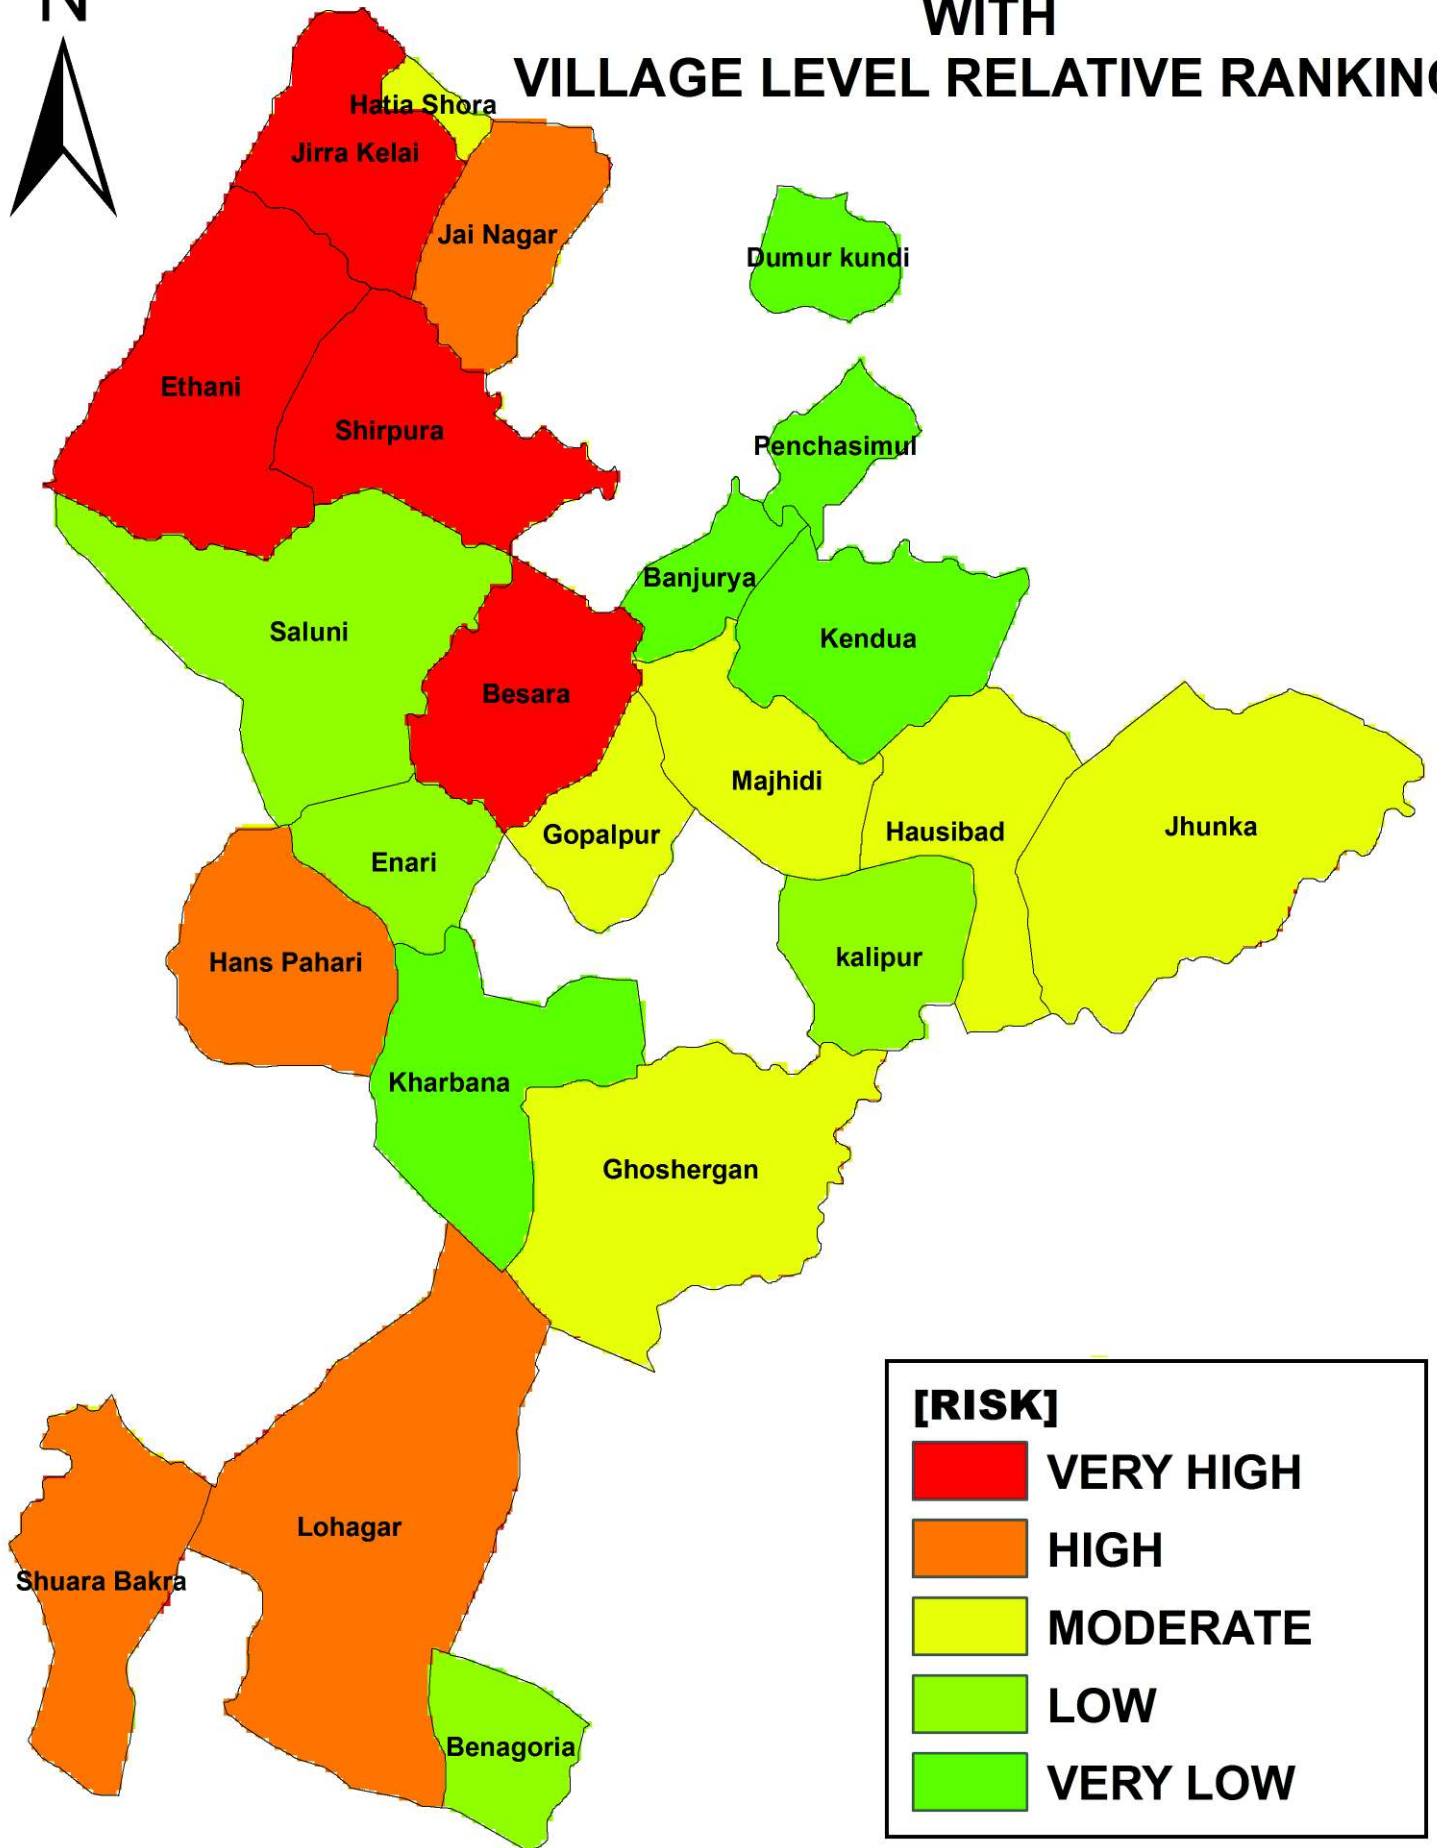 N
WITH
VILLAGE LEVEL RELATIVE RANKING
Hatia Shora
Jirra Kelai
Jai Nagar
Dumur kundi
Ethani
Shirpura
Penchasimul
Banjurya
Saluni
Kendua
Besara
Majhidi
Gopalpur
Hausibad
Jhunka
Enari
Hans Pahari
kalipur
Kharbana
Ghoshergan
[RISK]
VERY HIGH
HIGH
MODERATE
LOW
VERY LOW
Lohagar
Shuara Bakra
Benagoria